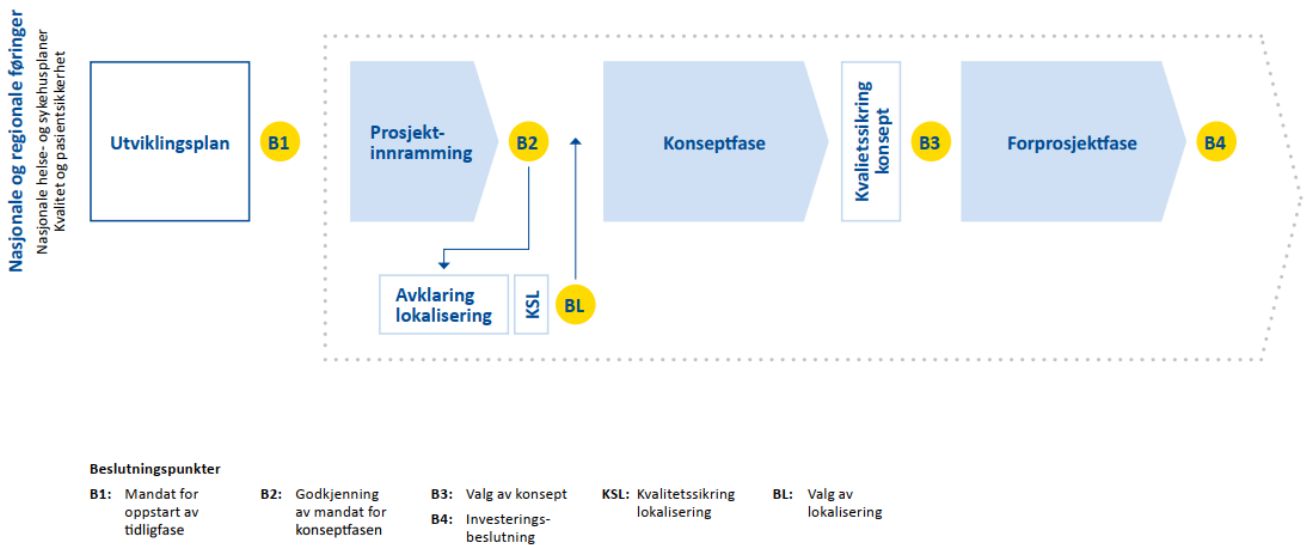 Nasjonale og regionale føringer
Nasjonale helse- og sykehusplaner
Kvalitet og pasientsikkerhet
Utviklingsplan
B1
Prosjekt-
innramming
B2
Konseptfase
Kvalietssikring
konsept
B3
Forprosjektfase
B4
Avklaring
lokalisering
KSL
BL
Beslutningspunkter
B1: Mandat for
oppstart av
tidligfase
B2: Godkjenning
av mandat for
konseptfasen
B3: Valg av konsept
B4: Investerings-
beslutning
KSL: Kvalitetssikring
lokalisering
BL: Valg av
lokalisering